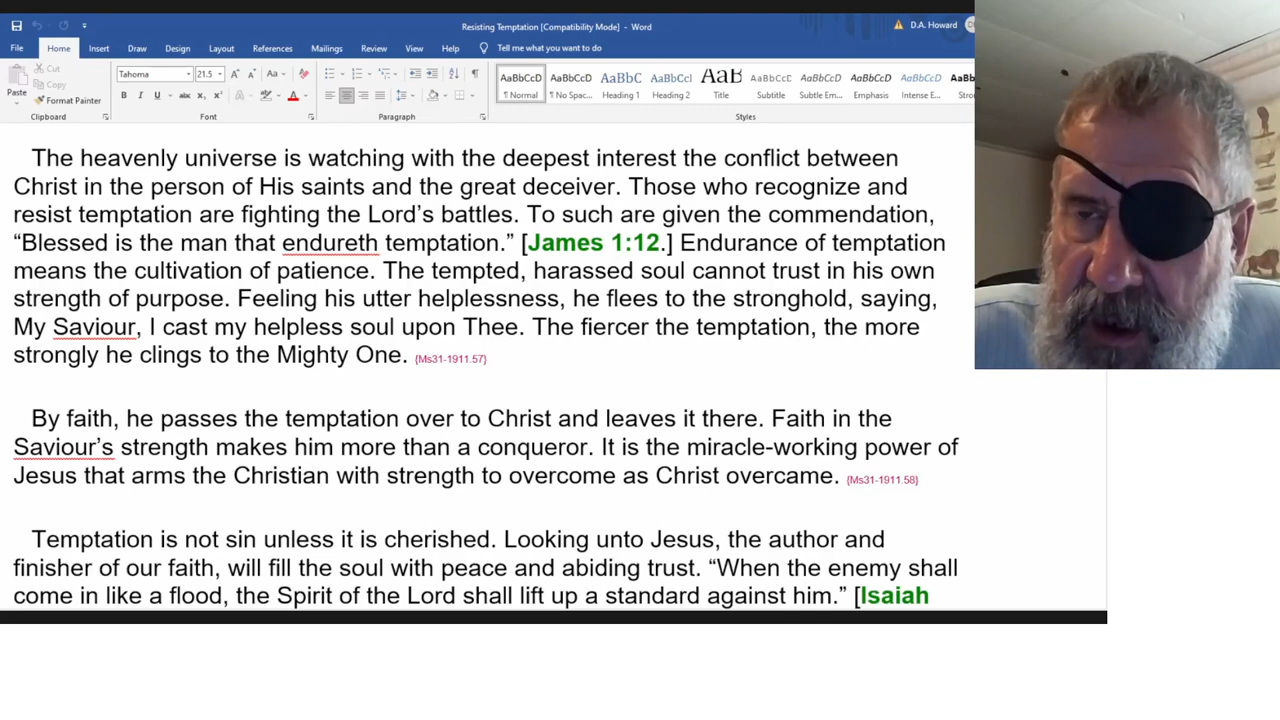 Resisting Temptation [Compatibility Mode] - Word
D.A. Howard
File Home Insert Draw Design Layout References Mailings Review View Help Tell me what you want to do
Paste
Cut
Copy
Format Painter
Clipboard
Tahoma 21.5
Aa
B I U abc x₂ x²
A
Font
Paragraph
AaBbCcD AaBbCcD AaBbC AaBbCcI AaB AaBbCcD AaBbCcD AaBbCcD AaBbCcD AaBb
¶ Normal ¶ No Spac... Heading 1 Heading 2 Title Subtitle Subtle Em... Emphasis Intense E... Stro
Styles
The heavenly universe is watching with the deepest interest the conflict between
Christ in the person of His saints and the great deceiver. Those who recognize and
resist temptation are fighting the Lord’s battles. To such are given the commendation,
“Blessed is the man that endureth temptation.” [James 1:12.] Endurance of temptation
means the cultivation of patience. The tempted, harassed soul cannot trust in his own
strength of purpose. Feeling his utter helplessness, he flees to the stronghold, saying,
My Saviour, I cast my helpless soul upon Thee. The fiercer the temptation, the more
strongly he clings to the Mighty One. {Ms31-1911.57}
By faith, he passes the temptation over to Christ and leaves it there. Faith in the
Saviour’s strength makes him more than a conqueror. It is the miracle-working power of
Jesus that arms the Christian with strength to overcome as Christ overcame. {Ms31-1911.58}
Temptation is not sin unless it is cherished. Looking unto Jesus, the author and
finisher of our faith, will fill the soul with peace and abiding trust. “When the enemy shall
come in like a flood, the Spirit of the Lord shall lift up a standard against him.” [Isaiah